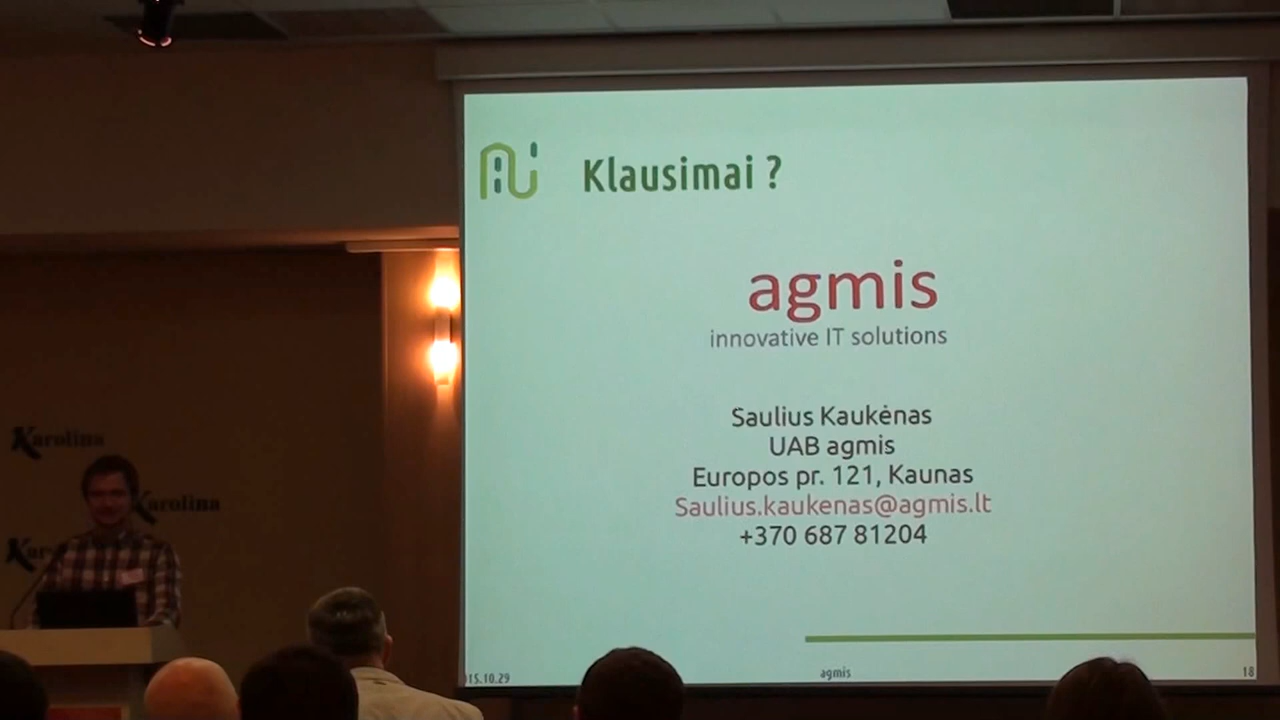 Klausimai ?
agmis
innovative IT solutions
Saulius Kaukėnas
UAB agmis
Europos pr. 121, Kaunas
Saulius.kaukenas@agmis.lt
+370 687 81204
15.10.29
agmis
18
Karolina
Karolina